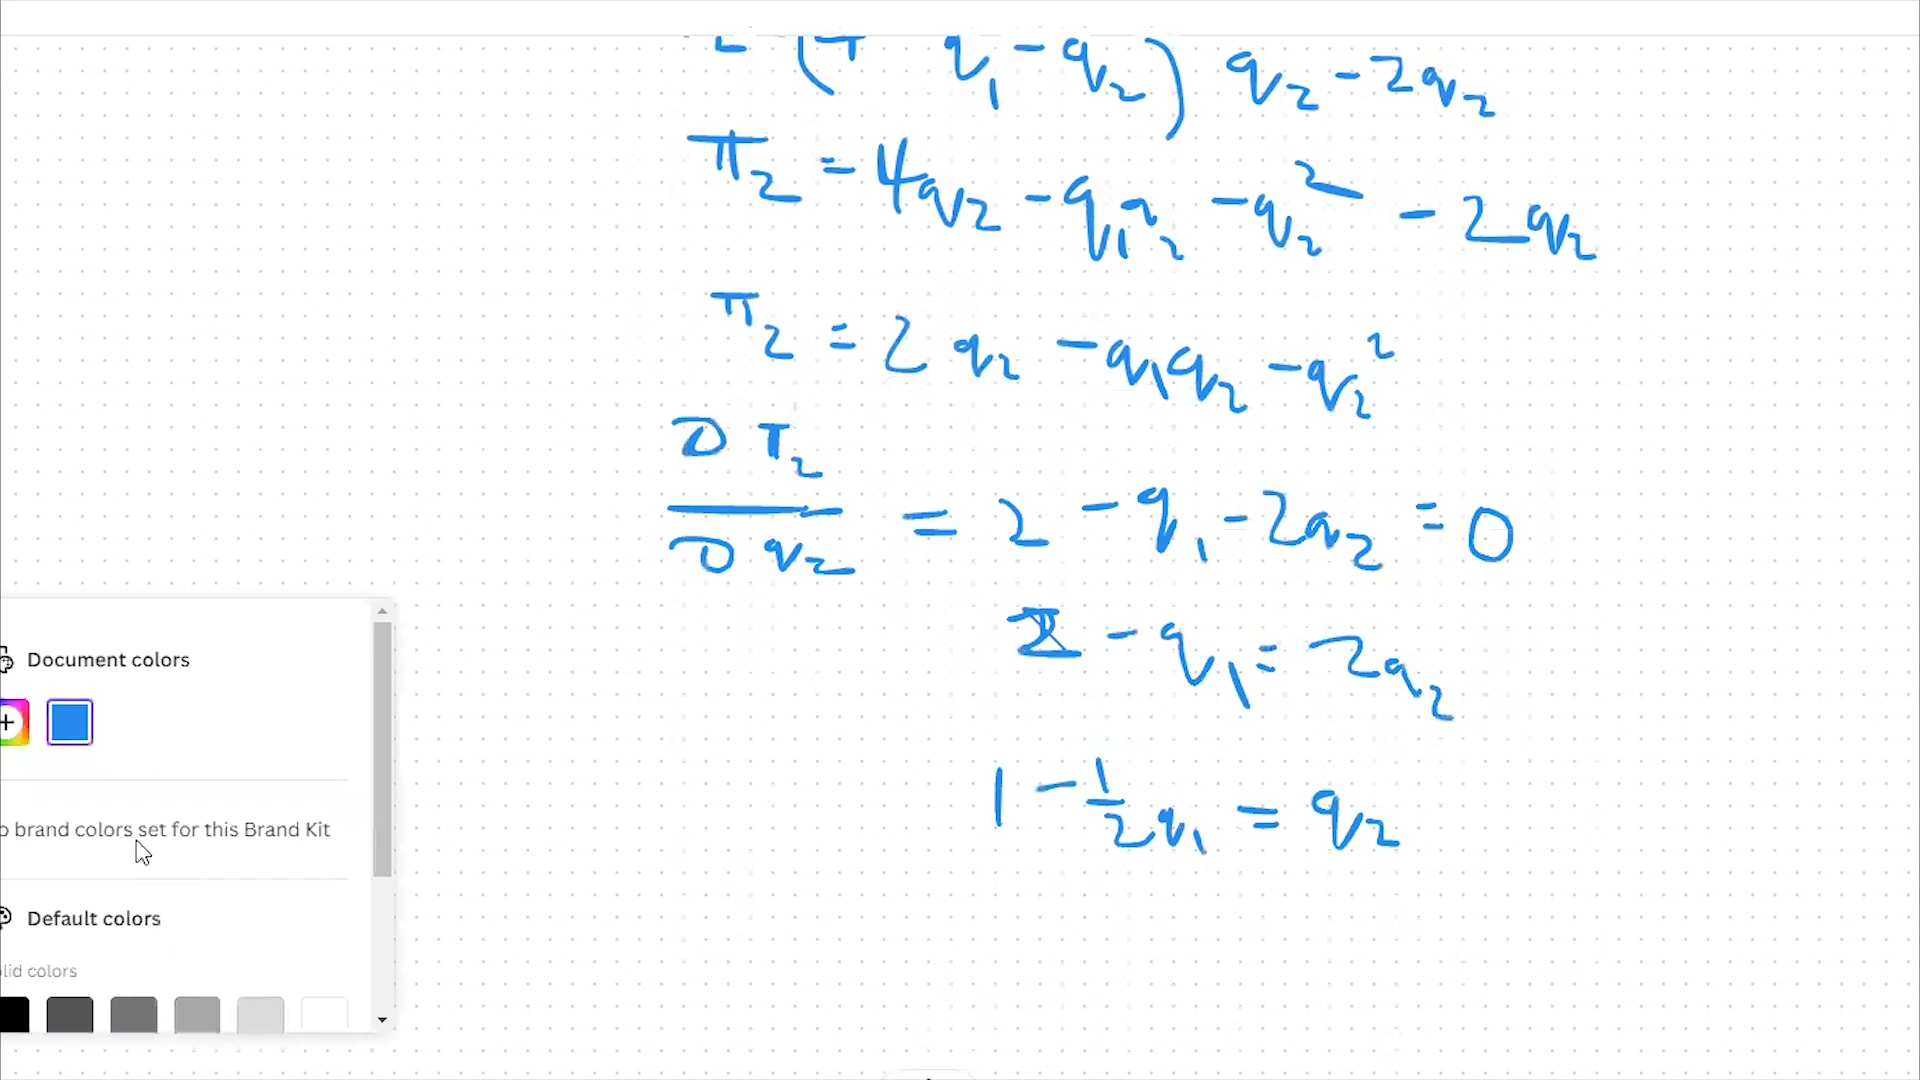 (4 - q₁ - q₂) q₂ - 2q₂
π₂ = 4q₂ - q₁q₂ - q₂² - 2q₂
π₂ = 2q₂ - q₁q₂ - q₂²
∂π₂
∂q₂
= 2 - q₁ - 2q₂ = 0
2 - q₁ = 2q₂
1 - ½q₁ = q₂
Document colors
o brand colors set for this Brand Kit
Default colors
lid colors